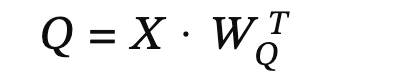 Q = X · W_Q^T